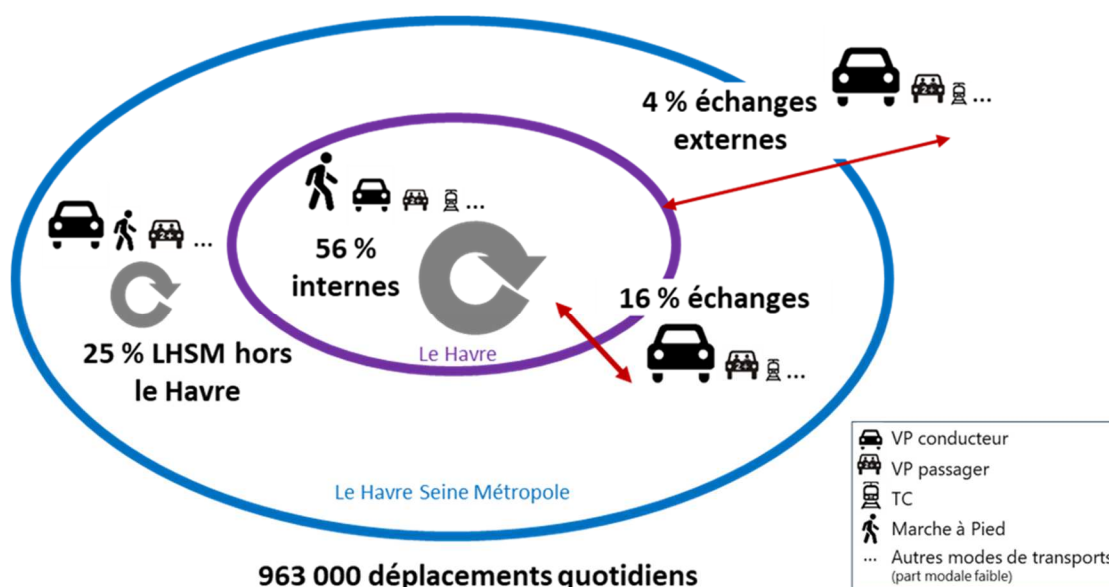 4 % échanges
externes
...
...
56 %
internes
...
16 % échanges
25 % LHSM hors
le Havre
Le Havre
...
Le Havre Seine Métropole
VP conducteur
VP passager
TC
Marche à Pied
... Autres modes de transports
(part modale faible)
963 000 déplacements quotidiens